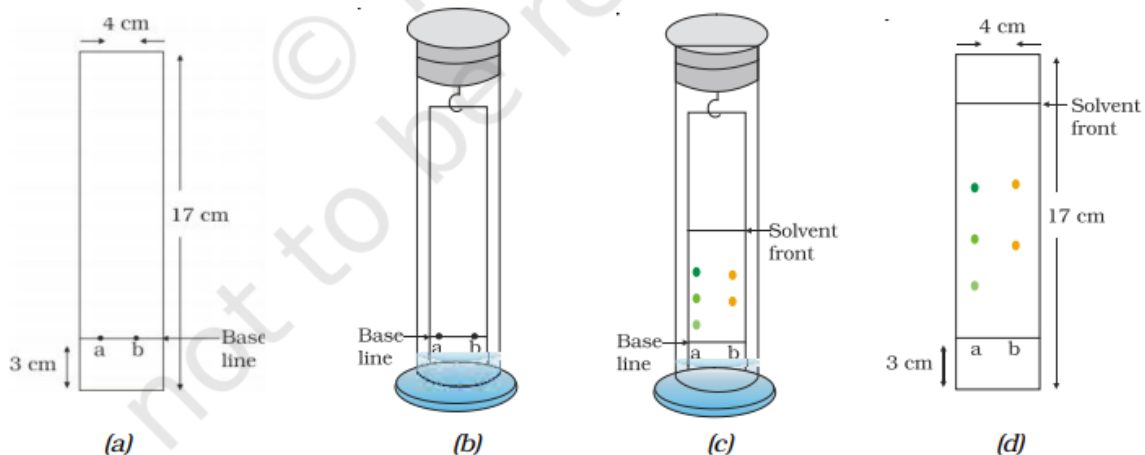 © not to be re
4 cm
17 cm
Base
line
a b
3 cm
(a)
Base
line
a b
(b)
Solvent
front
Base
line
a b
(c)
4 cm
Solvent
front
17 cm
a b
3 cm
(d)